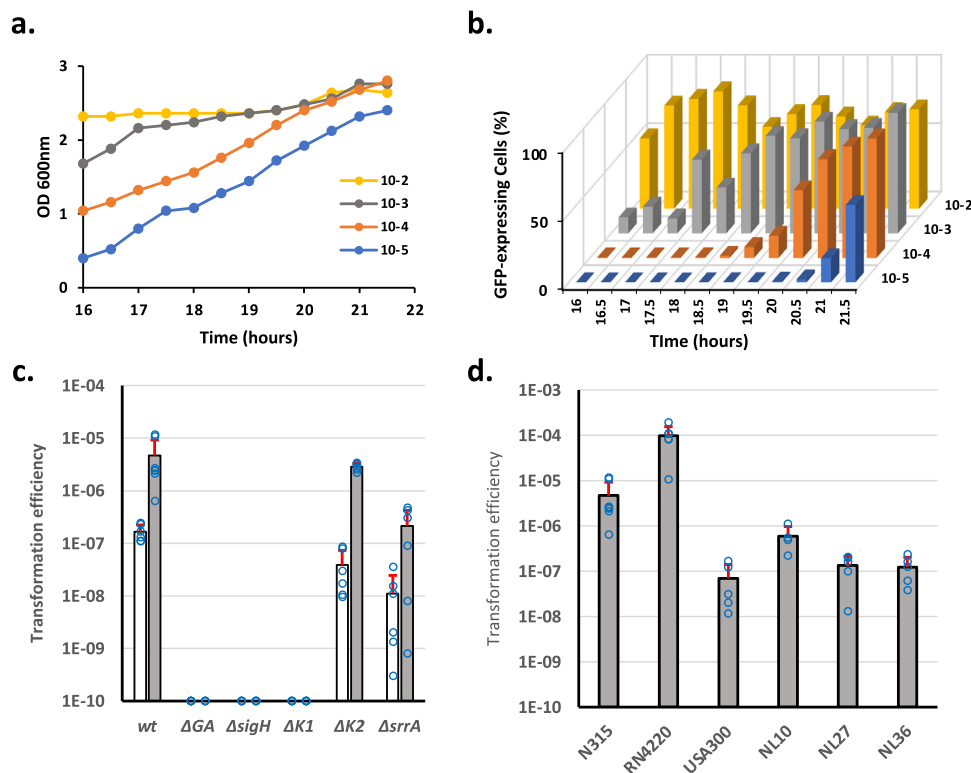 a.
3
2
1
0
OD 600nm
16 17 18 19 20 21 22
Time (hours)
10-2
10-3
10-4
10-5
b.
GFP-expressing Cells (%)
100
50
0
16 16.5 17 17.5 18 18.5 19 19.5 20 20.5 21 21.5
TIme (hours)
10-2
10-3
10-4
10-5
c.
Transformation efficiency
1E-04
1E-05
1E-06
1E-07
1E-08
1E-09
1E-10
wt ΔGA ΔsigH ΔK1 ΔK2 ΔsrrA
d.
Transformation efficiency
1E-03
1E-04
1E-05
1E-06
1E-07
1E-08
1E-09
1E-10
N315 RN4220 USA300 NL10 NL27 NL36